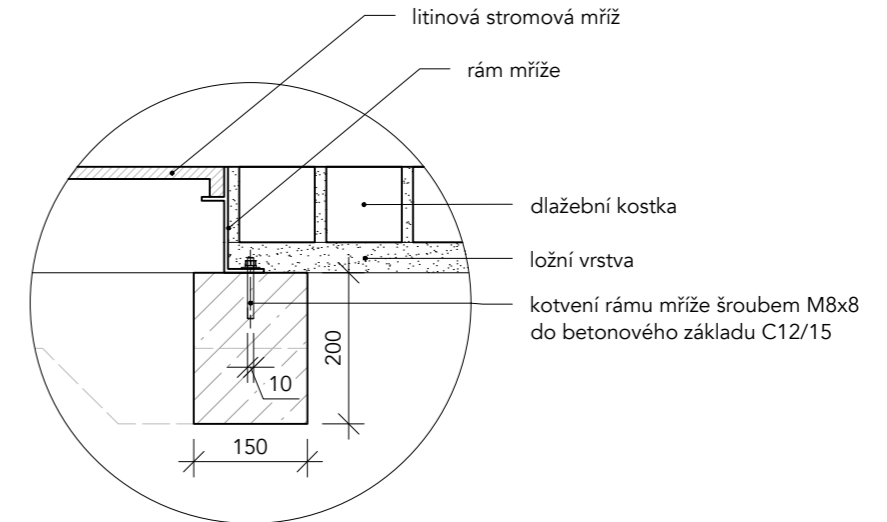 litinová stromová mříž
rám mříže
dlažební kostka
ložní vrstva
kotvení rámu mříže šroubem M8x8
do betonového základu C12/15
200
10
150